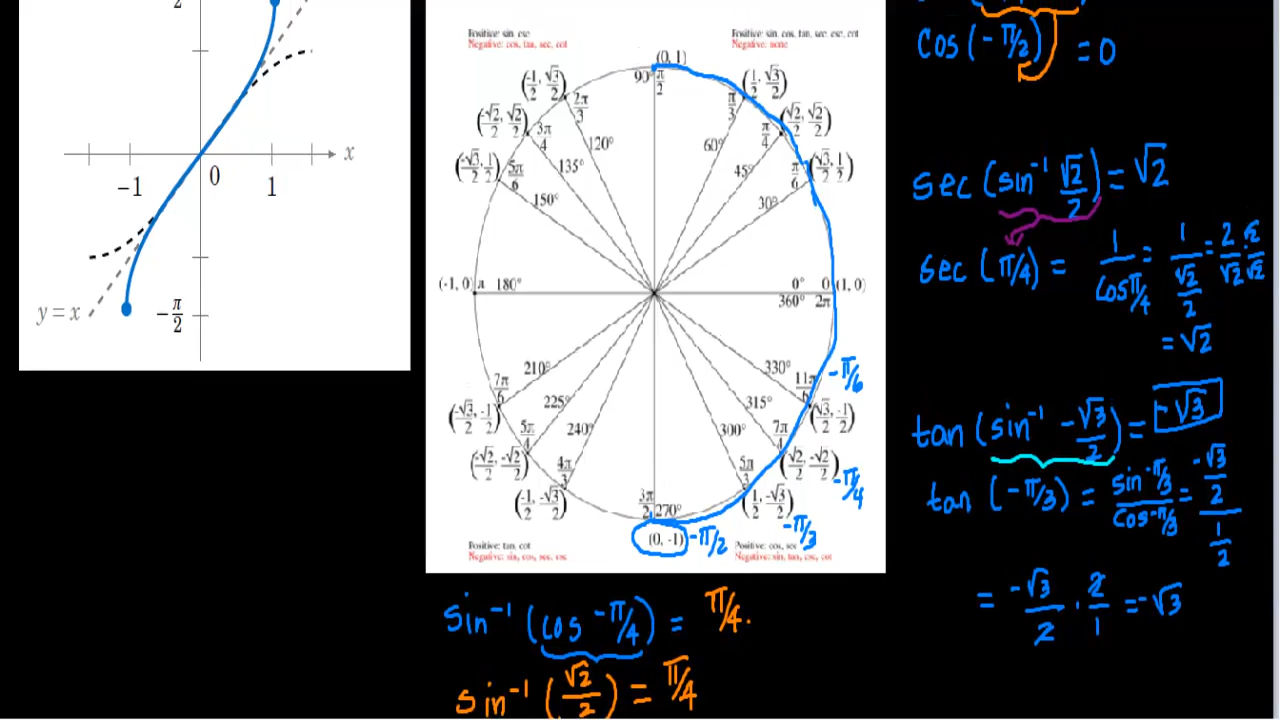 π
2
x
−1
0
1
y = x
−π/2
Positive: sin, csc
Negative: cos, tan, sec, cot
Positive: sin, cos, tan, sec, csc, cot
Negative: none
(0, 1)
90° π/2
(-1/2, √3/2)
2π/3
120°
(-√2/2, √2/2)
3π/4
135°
(-√3/2, 1/2)
5π/6
150°
(1/2, √3/2)
π/3
60°
(√2/2, √2/2)
π/4
45°
(√3/2, 1/2)
π/6
30°
(-1, 0) π 180°
0° 0 (1, 0)
360° 2π
210°
7π/6
(-√3/2, -1/2)
225°
5π/4
(-√2/2, -√2/2)
240°
4π/3
(-1/2, -√3/2)
330°
11π/6
(√3/2, -1/2)
-π/6
315°
7π/4
(√2/2, -√2/2)
-π/4
300°
5π/3
(1/2, -√3/2)
-π/3
3π/2 270°
(0, -1) -π/2
Positive: tan, cot
Negative: sin, cos, sec, csc
Positive: cos, sec
Negative: sin, tan, csc, cot
sin⁻¹ (cos -π/4) = π/4.
sin⁻¹ (√2/2) = π/4
cos (-π/2) = 0
sec (sin⁻¹ √2/2) = √2
sec (π/4) = 1/cos π/4 = 1/(√2/2) = 2/√2 · √2/√2
= √2
tan (sin⁻¹ -√3/2) = -√3
tan (-π/3) = sin -π/3 / cos -π/3 = (-√3/2)/(1/2)
= -√3/2 · 2/1 = -√3